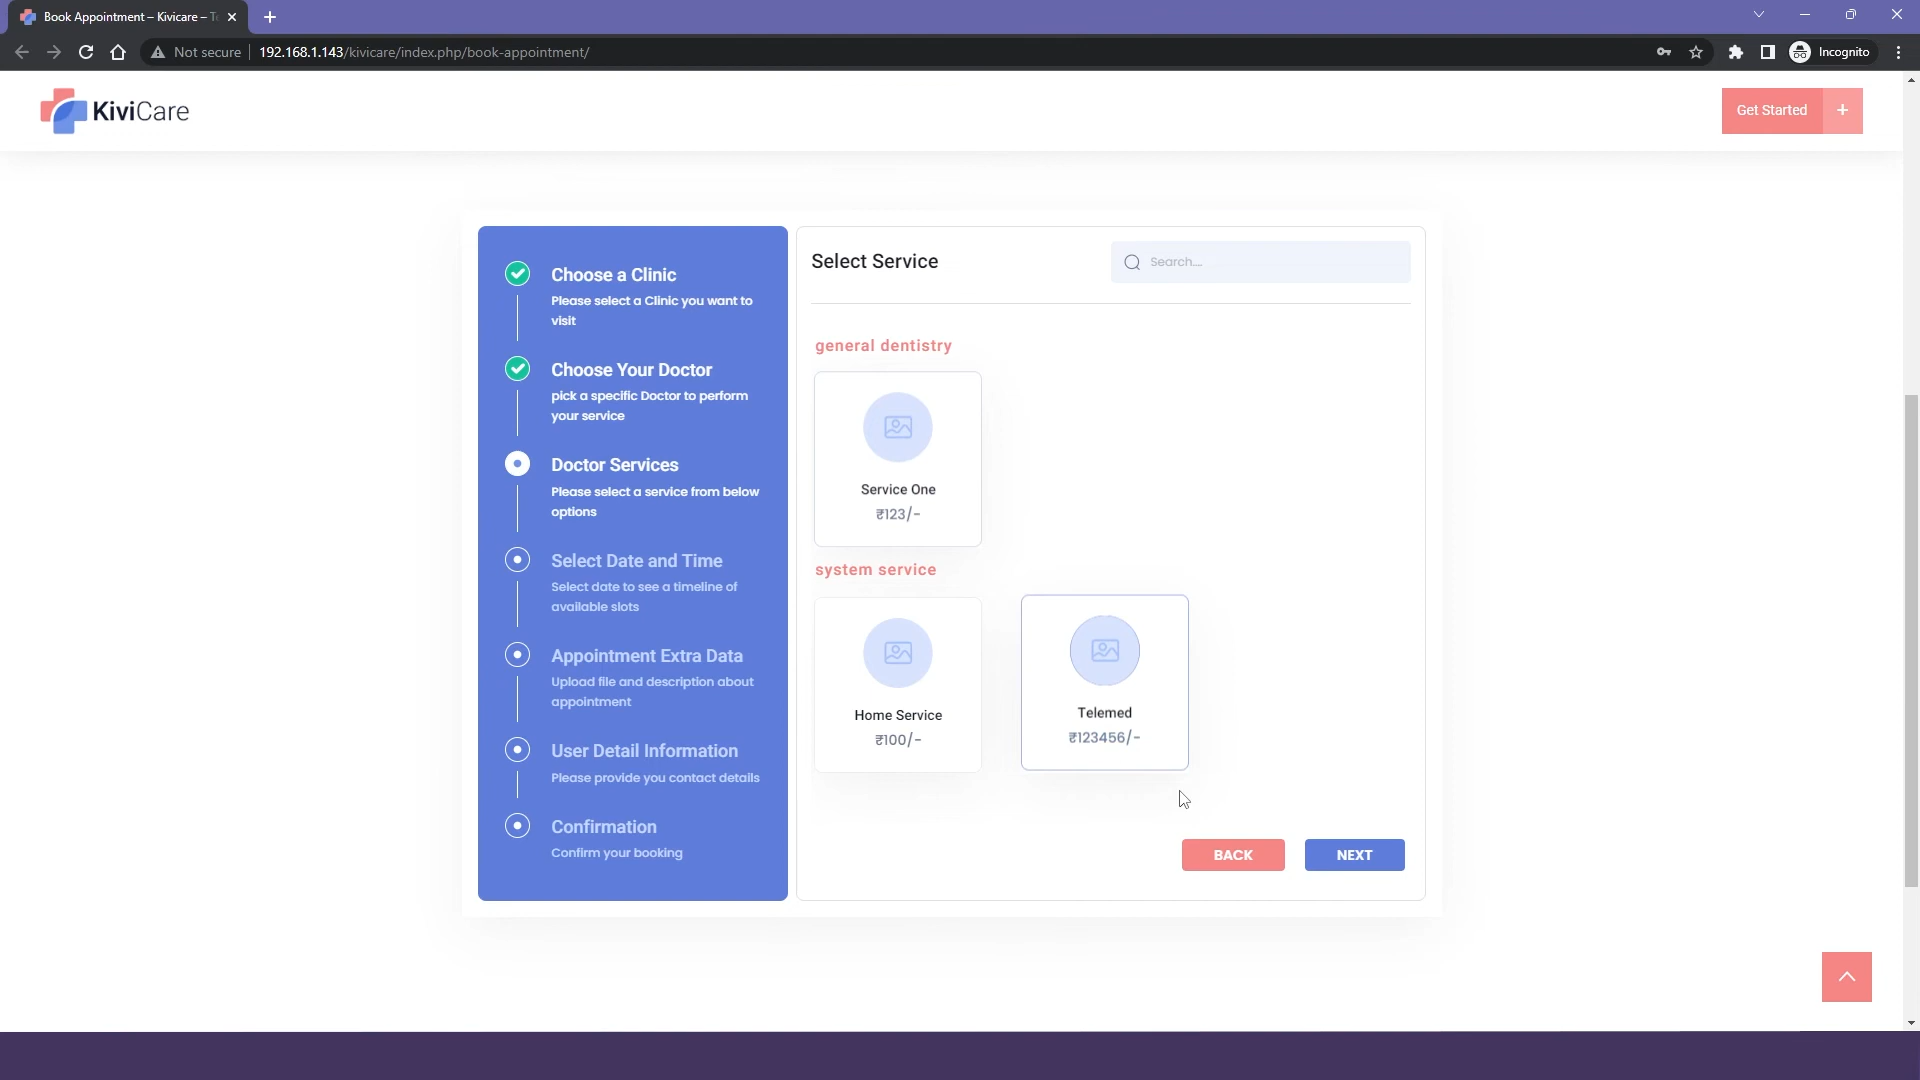 Book Appointment – Kivicare –
Not secure
192.168.1.143/kivicare/index.php/book-appointment/
Incognito
KiviCare
Get Started +
Choose a Clinic
Please select a Clinic you want to
visit
Choose Your Doctor
pick a specific Doctor to perform
your service
Doctor Services
Please select a service from below
options
Select Date and Time
Select date to see a timeline of
available slots
Appointment Extra Data
Upload file and description about
appointment
User Detail Information
Please provide you contact details
Confirmation
Confirm your booking
Select Service
Search....
general dentistry
Service One
₹123/-
system service
Home Service
₹100/-
Telemed
₹123456/-
BACK
NEXT